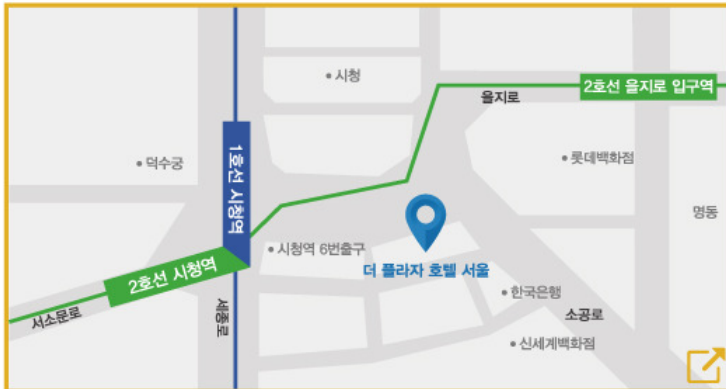 시청
을지로
2호선 을지로 입구역
덕수궁
1호선 시청역
롯데백화점
명동
시청역 6번출구
더 플라자 호텔 서울
2호선 시청역
서소문로
세종로
한국은행
소공로
신세계백화점